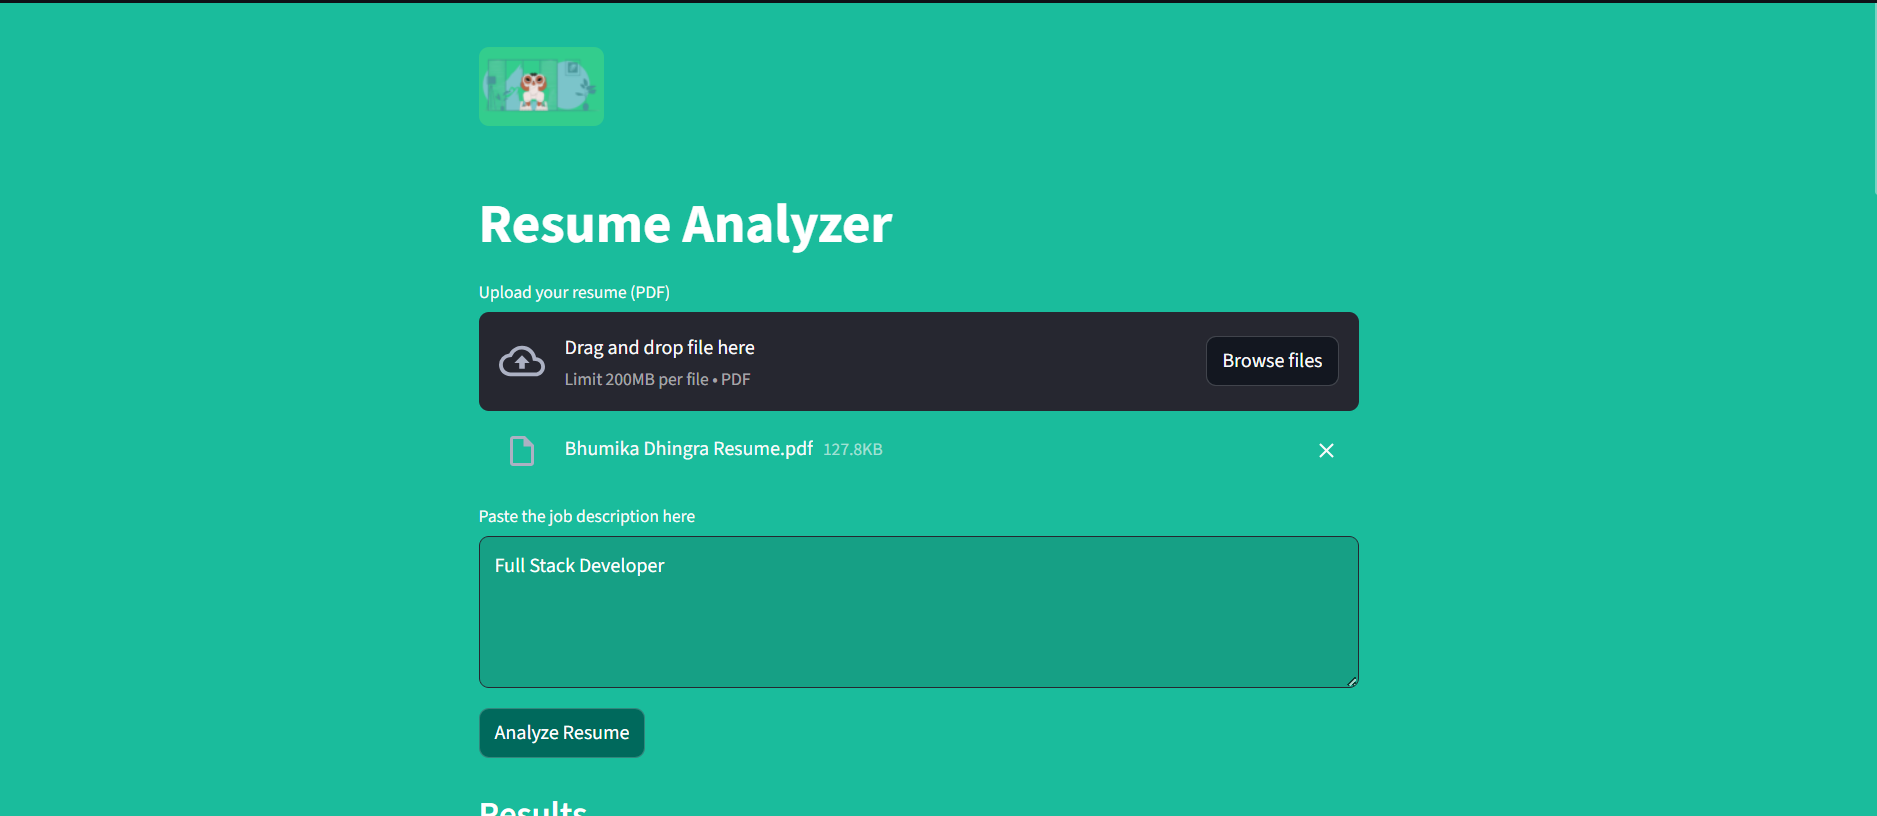 Resume Analyzer
Upload your resume (PDF)
Drag and drop file here
Limit 200MB per file • PDF
Browse files
Bhumika Dhingra Resume.pdf 127.8KB
Paste the job description here
Full Stack Developer
Analyze Resume
Results